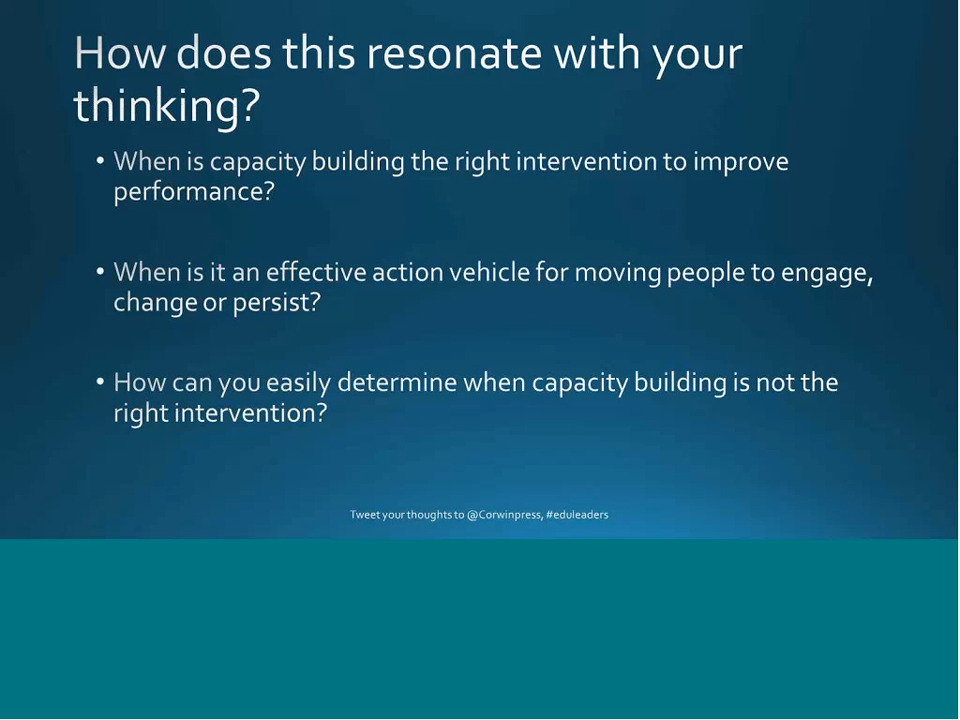 How does this resonate with your
thinking?
• When is capacity building the right intervention to improve
performance?
• When is it an effective action vehicle for moving people to engage,
change or persist?
• How can you easily determine when capacity building is not the
right intervention?
Tweet your thoughts to @Corwinpress, #eduleaders